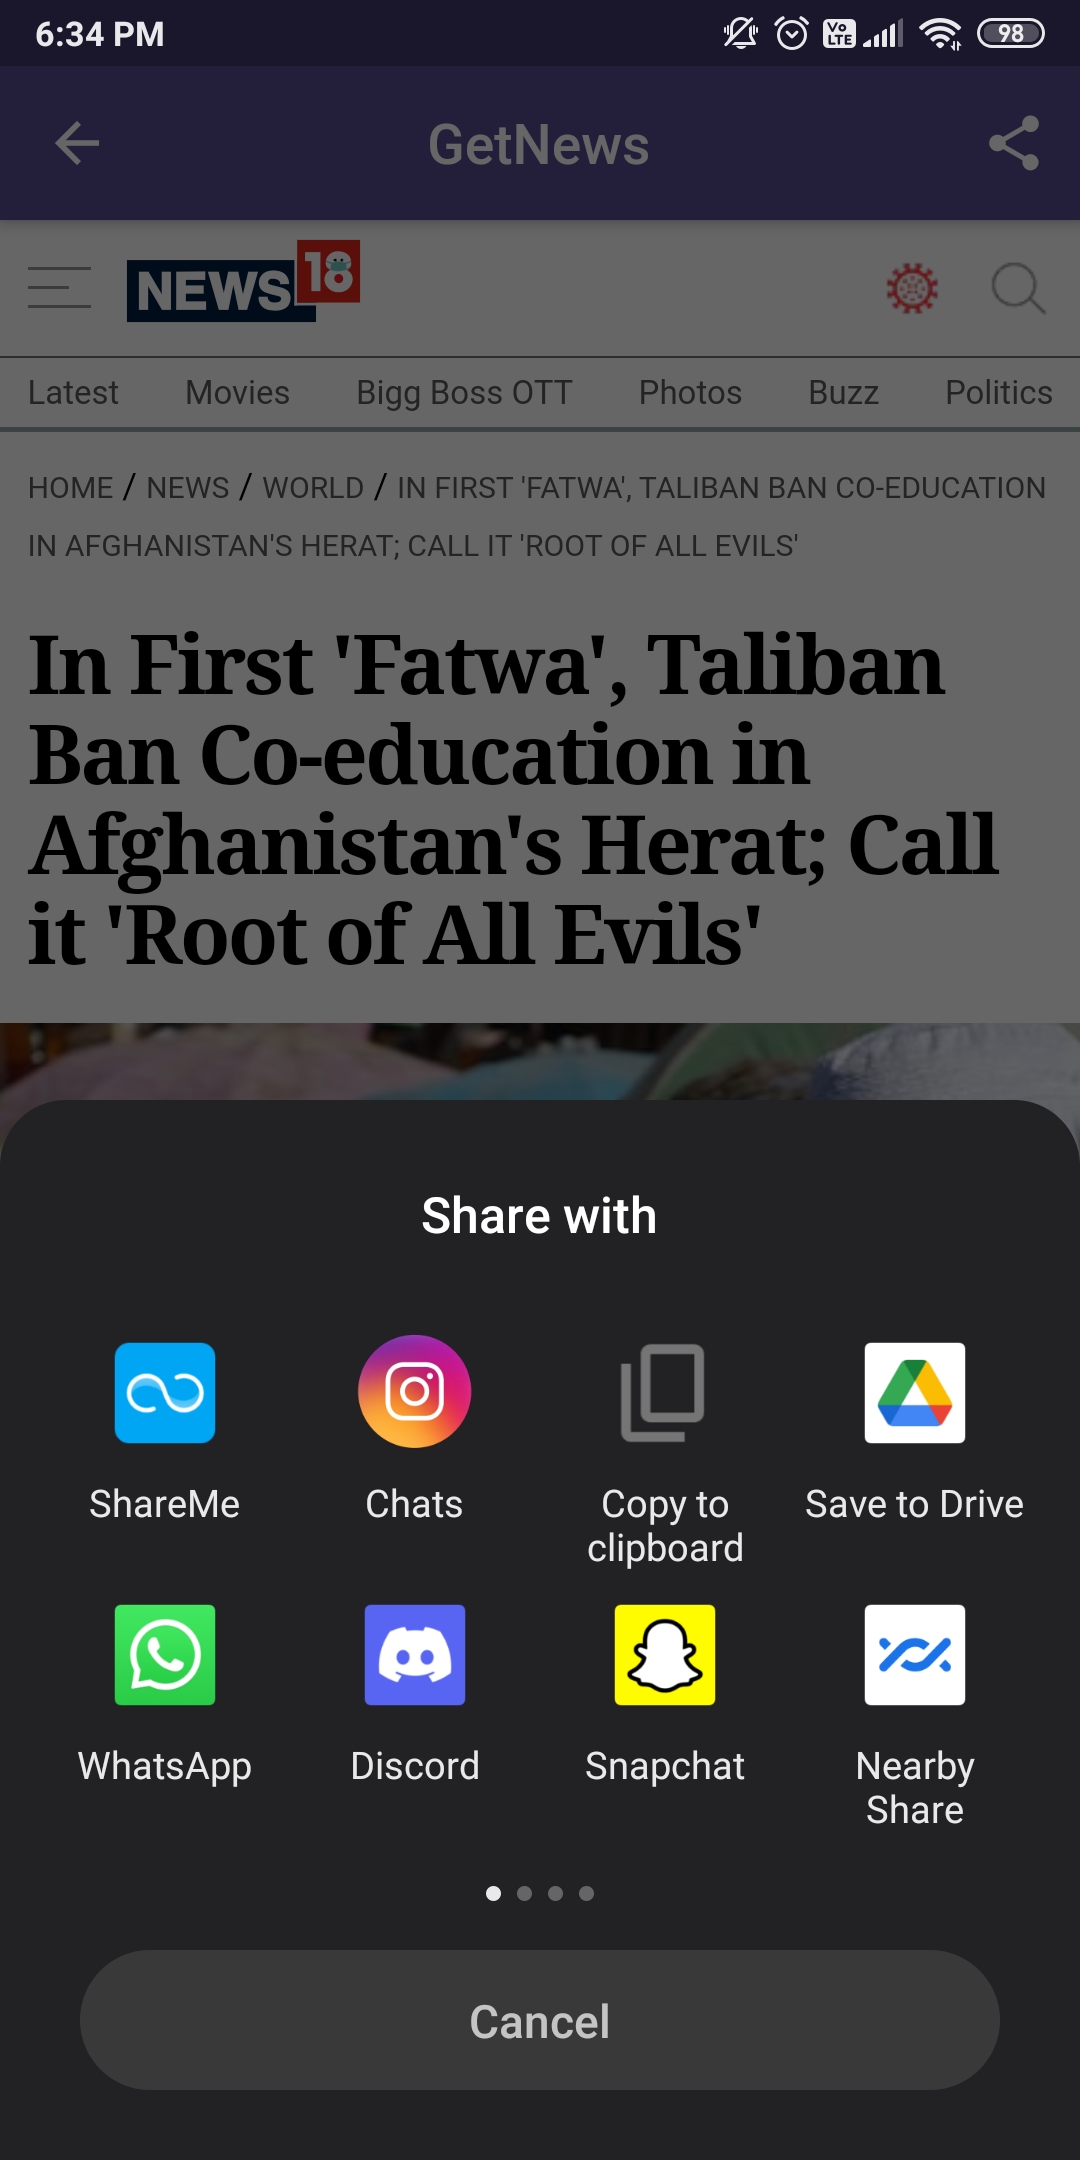 6:34 PM
Vo LTE
98
GetNews
NEWS 18
Latest Movies Bigg Boss OTT Photos Buzz Politics
HOME / NEWS / WORLD / IN FIRST 'FATWA', TALIBAN BAN CO-EDUCATION
IN AFGHANISTAN'S HERAT; CALL IT 'ROOT OF ALL EVILS'
In First 'Fatwa', Taliban
Ban Co-education in
Afghanistan's Herat; Call
it 'Root of All Evils'
Share with
ShareMe
Chats
Copy to
clipboard
Save to Drive
WhatsApp
Discord
Snapchat
Nearby
Share
Cancel